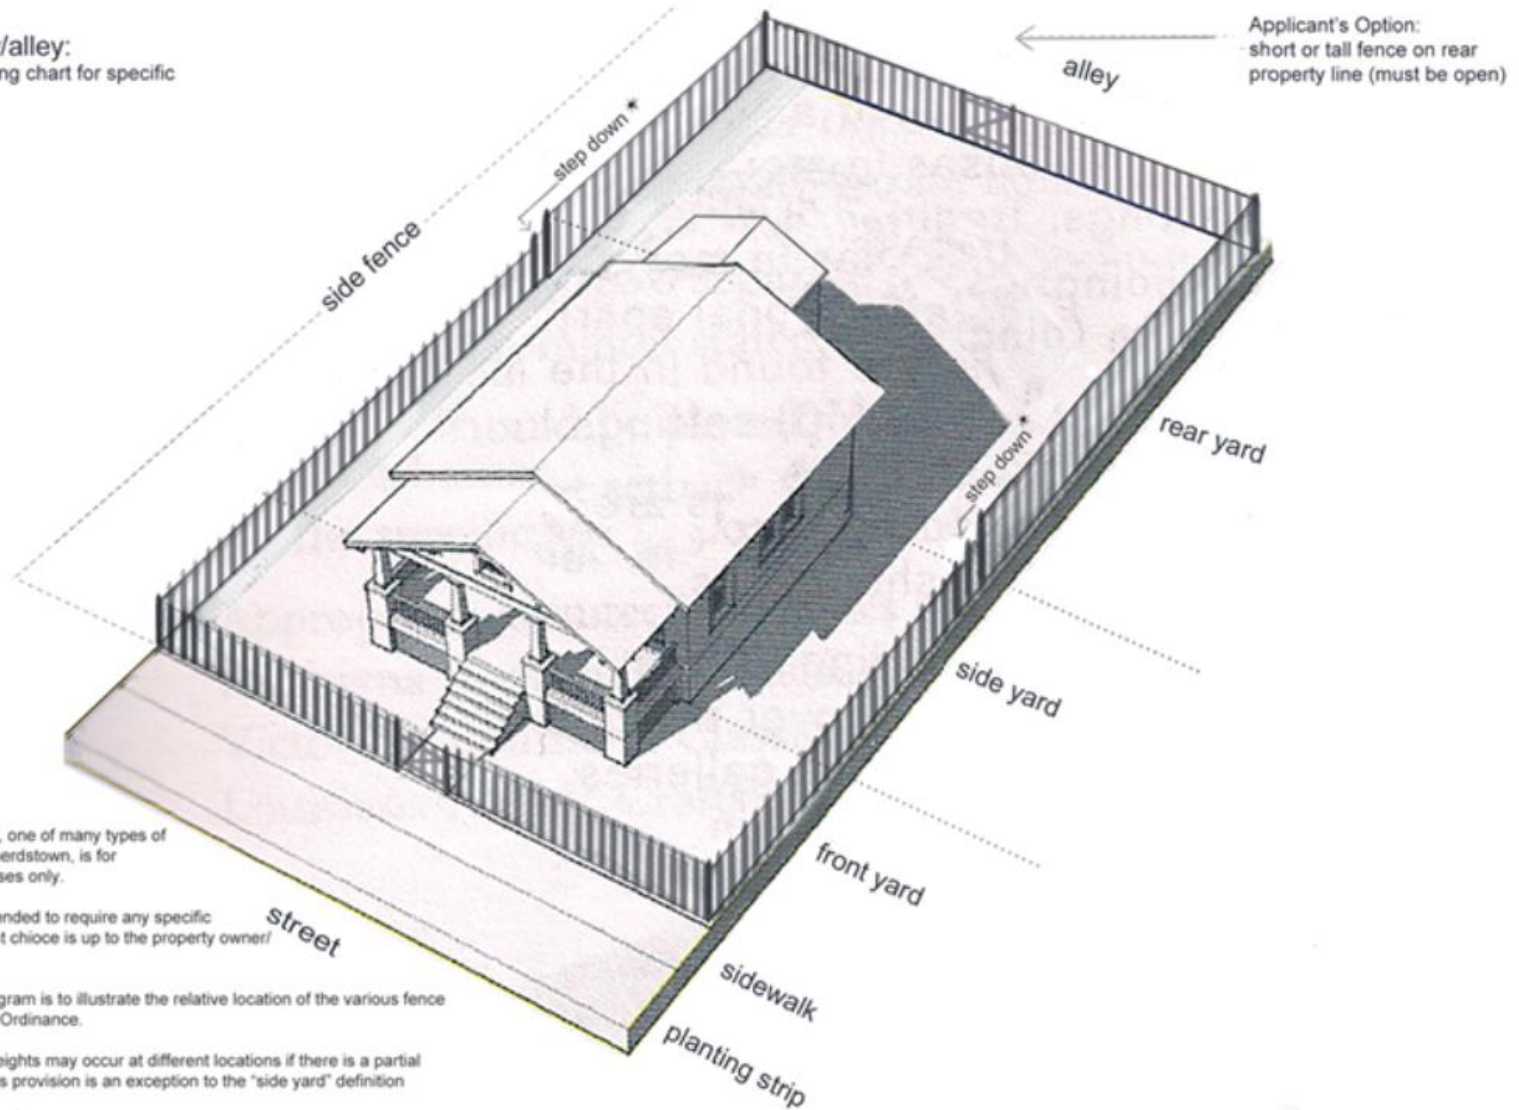 /alley:
ng chart for specific
Applicant's Option:
short or tall fence on rear
property line (must be open)
alley
step down *
side fence
rear yard
step down *
side yard
front yard
, one of many types of
erdstown, is for
ses only.
ended to require any specific
t chioce is up to the property owner/
street
sidewalk
gram is to illustrate the relative location of the various fence
Ordinance.
planting strip
eights may occur at different locations if there is a partial
s provision is an exception to the "side yard" definition